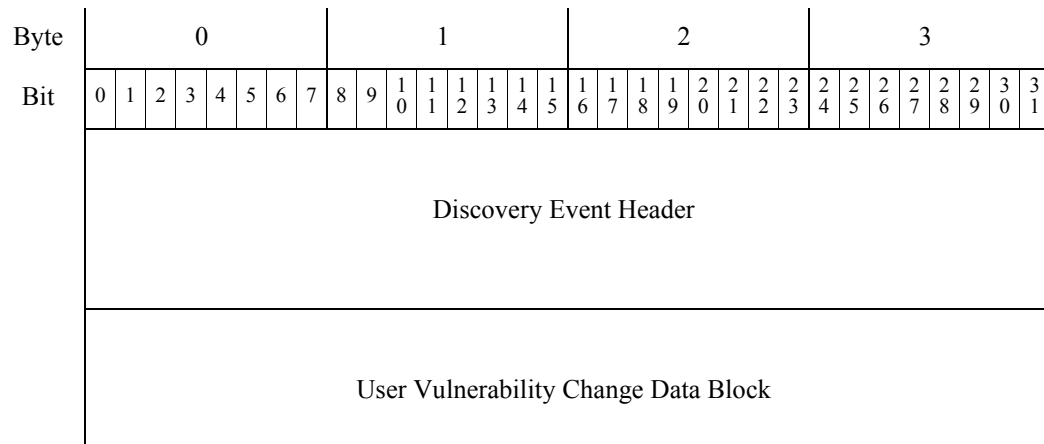 Byte 0 1 2 3
Bit 0 1 2 3 4 5 6 7 8 9 10 11 12 13 14 15 16 17 18 19 20 21 22 23 24 25 26 27 28 29 30 31
Discovery Event Header
User Vulnerability Change Data Block